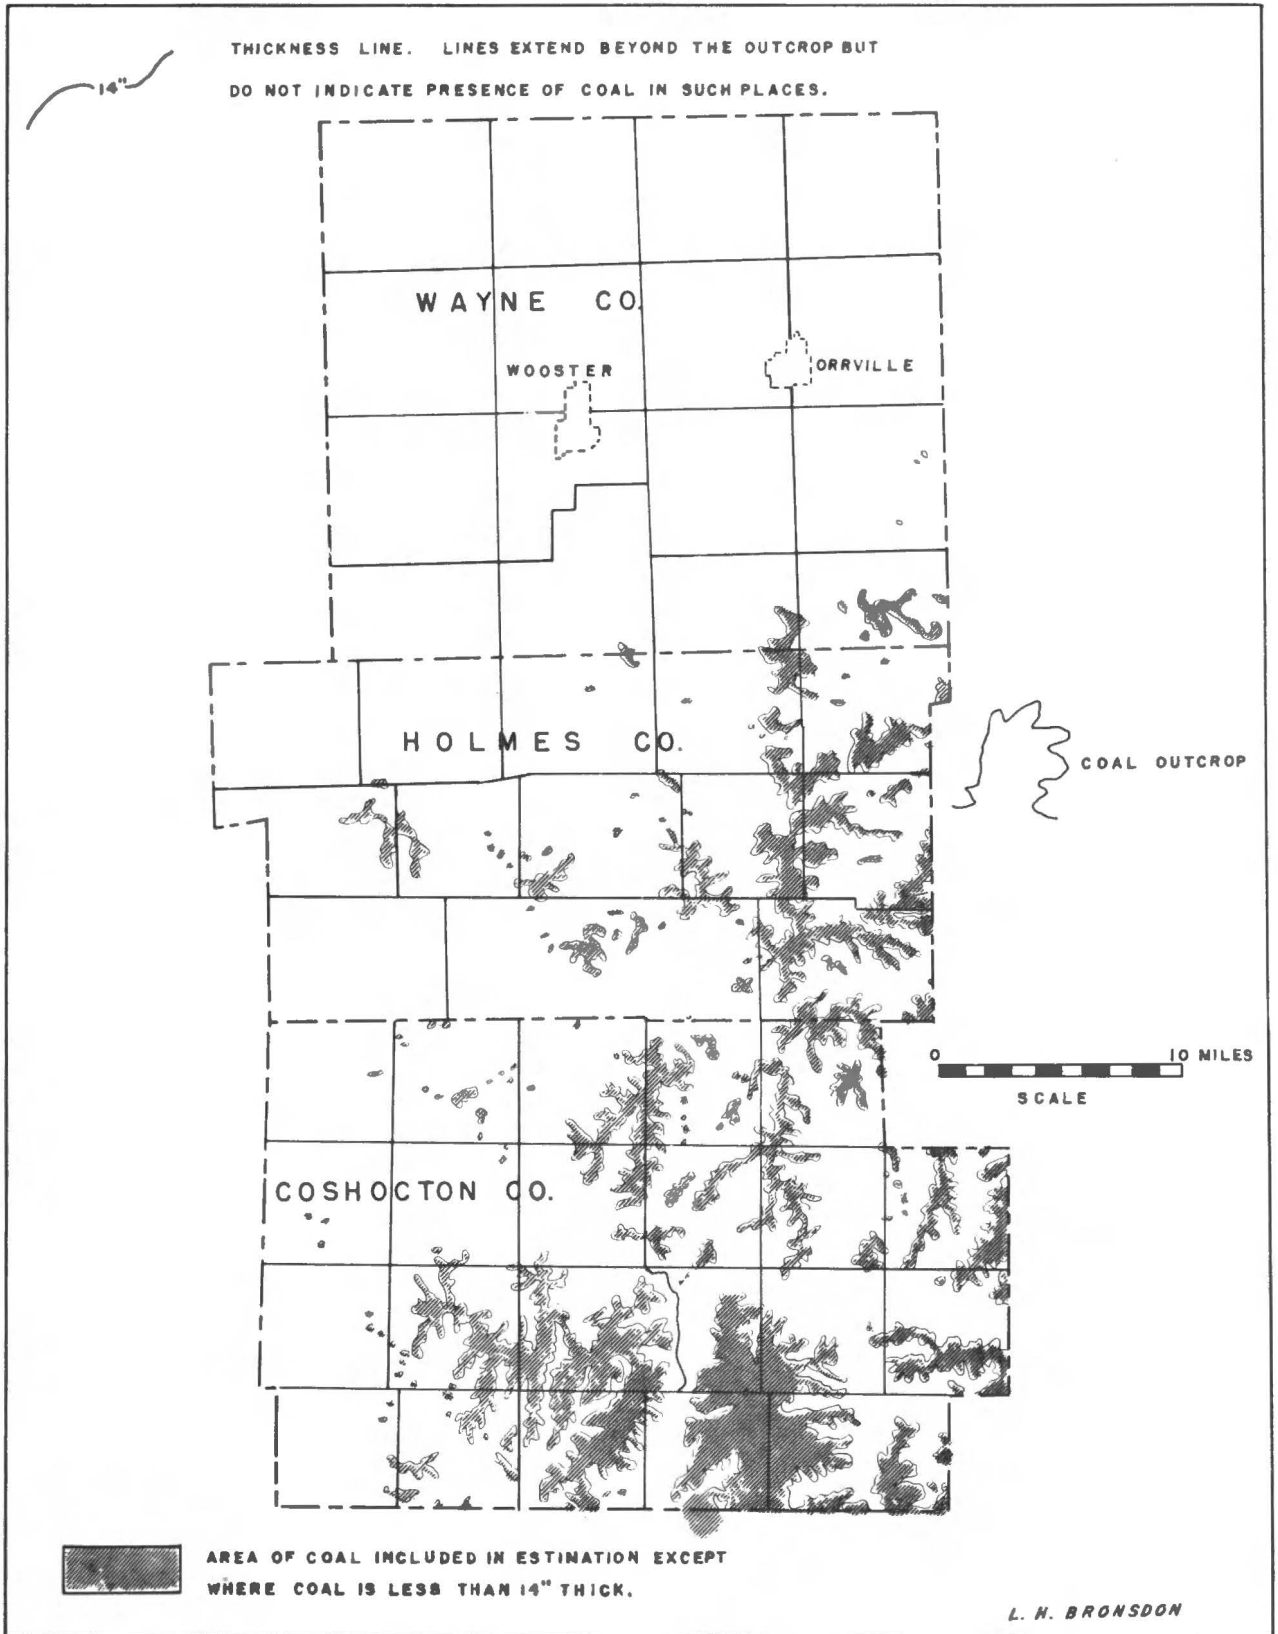 THICKNESS LINE. LINES EXTEND BEYOND THE OUTCROP BUT
DO NOT INDICATE PRESENCE OF COAL IN SUCH PLACES.
14"
WAYNE CO.
WOOSTER
ORRVILLE
HOLMES CO.
COAL OUTCROP
0 10 MILES
SCALE
COSHOCTON CO.
AREA OF COAL INCLUDED IN ESTIMATION EXCEPT
WHERE COAL IS LESS THAN 14" THICK.
L. H. BRONSDON